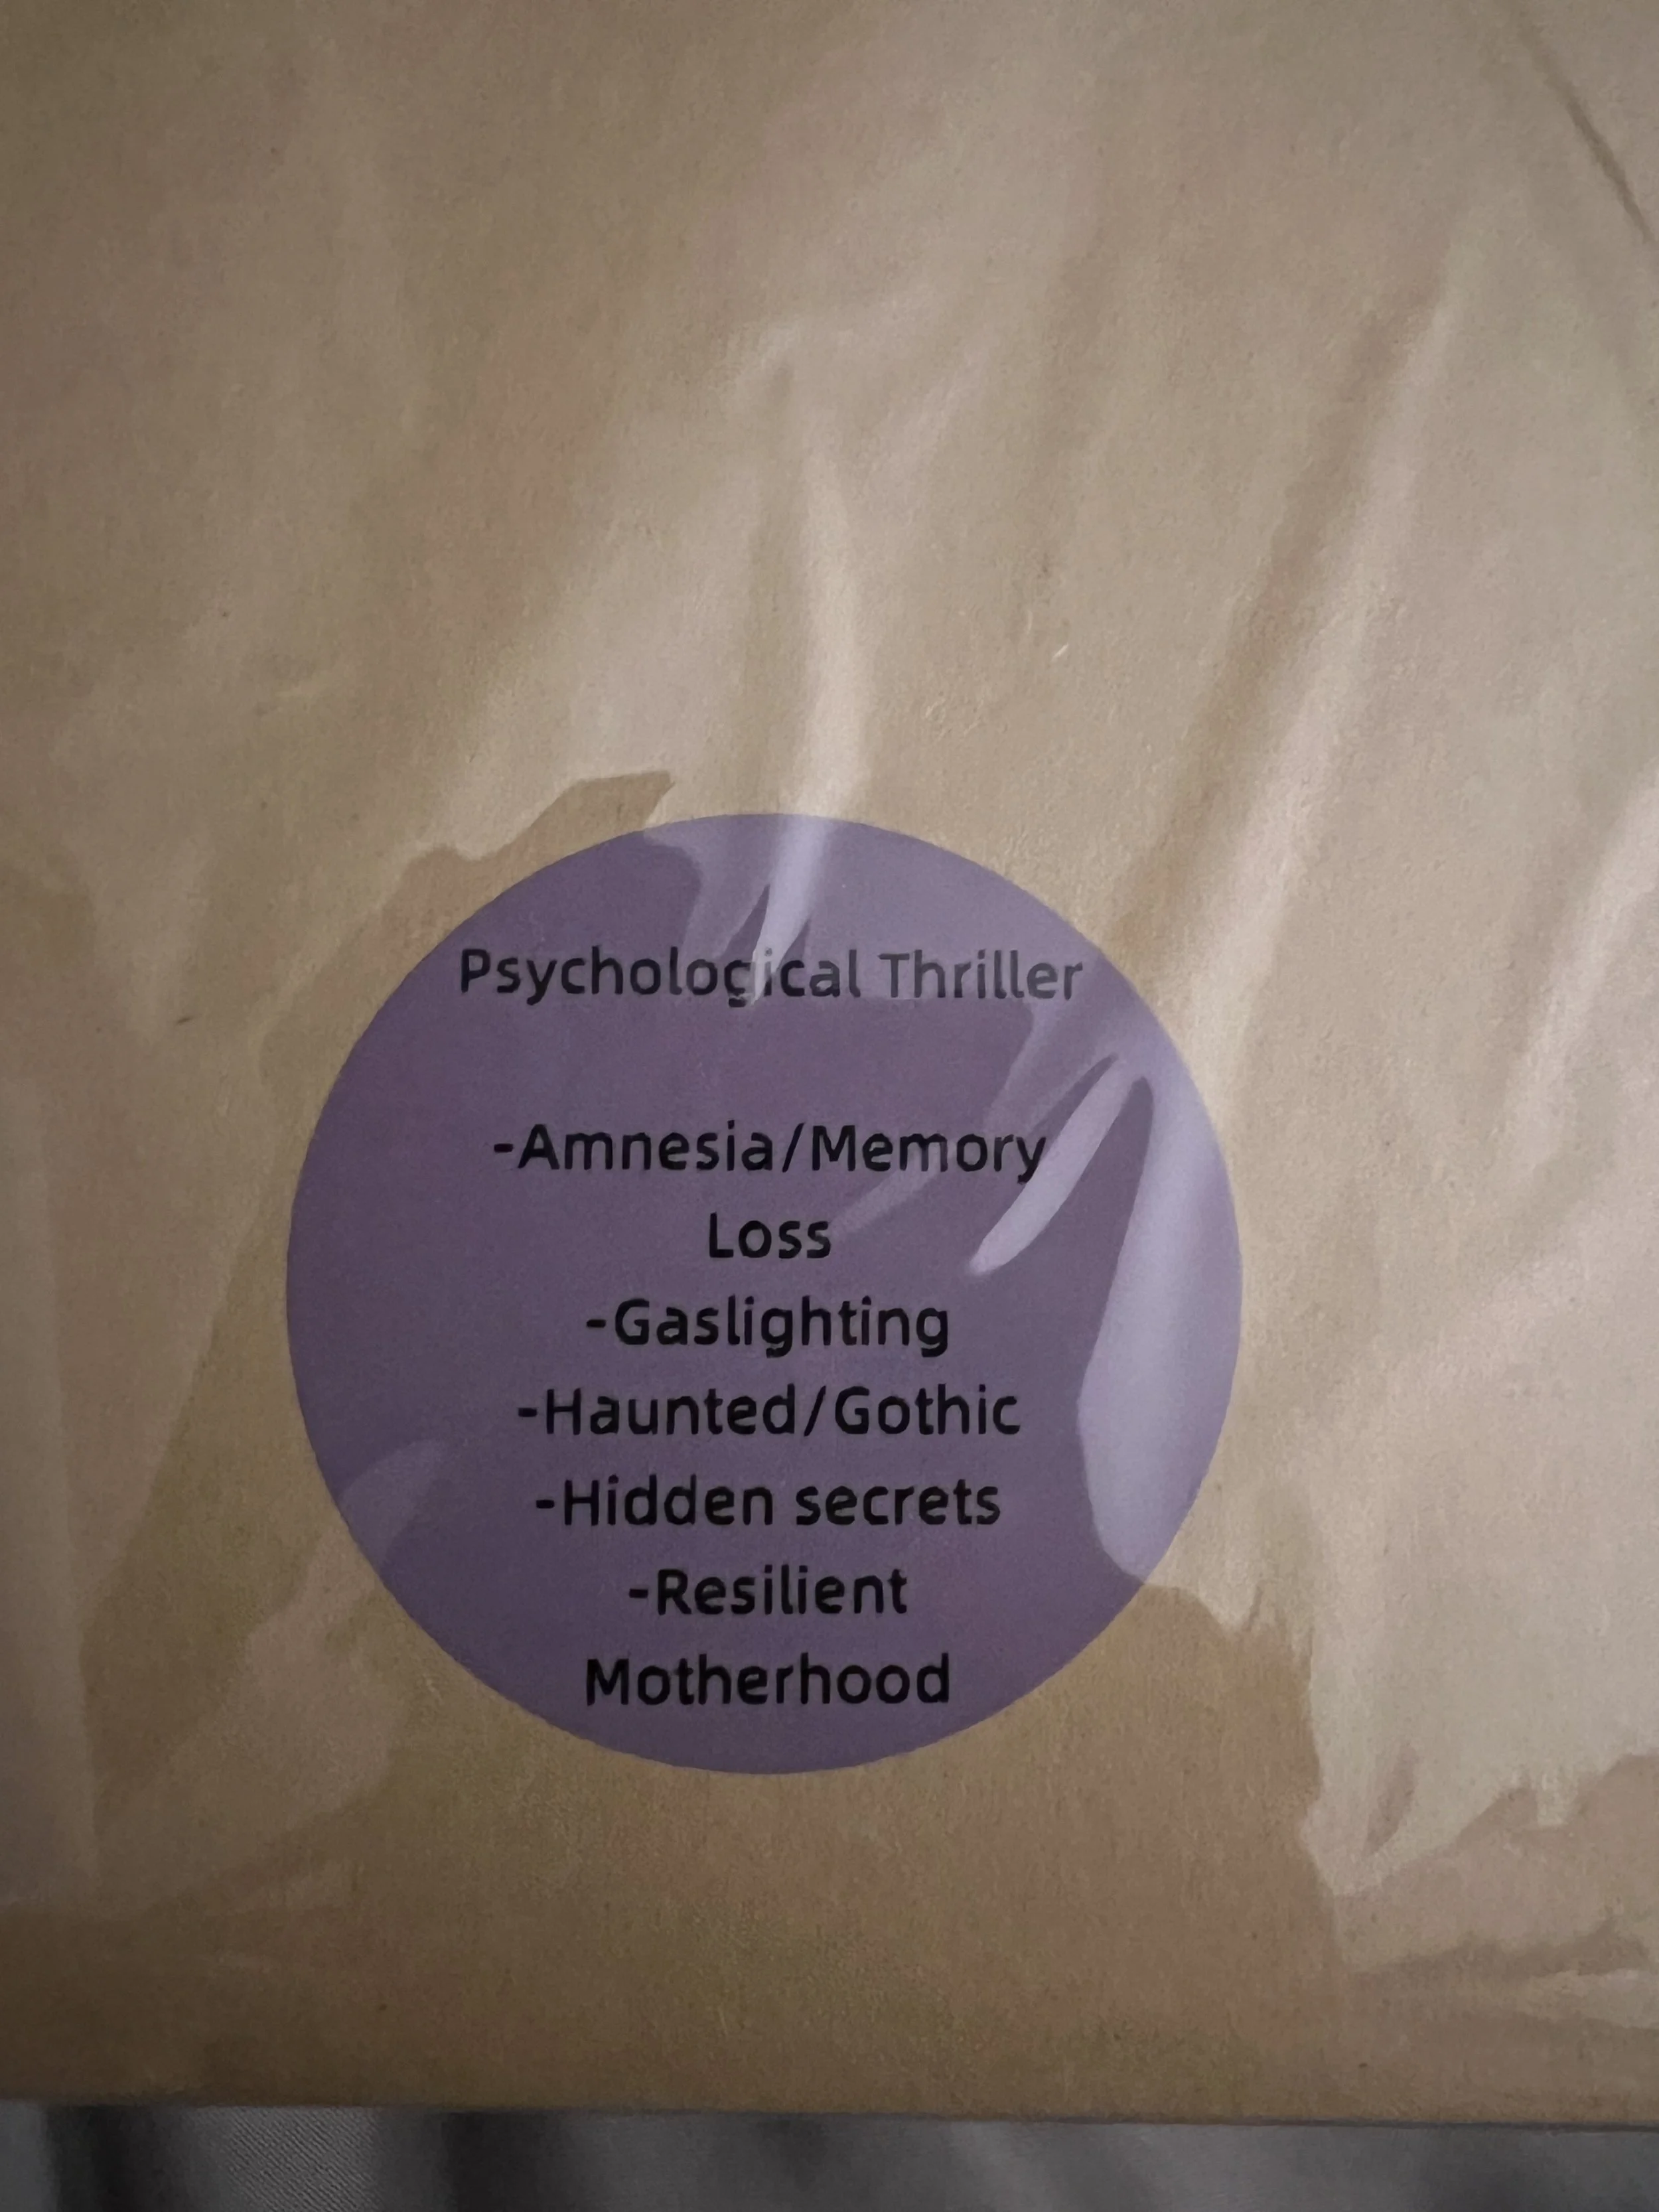 Psychological Thriller
-Amnesia/Memory
Loss
-Gaslighting
-Haunted/Gothic
-Hidden secrets
-Resilient
Motherhood